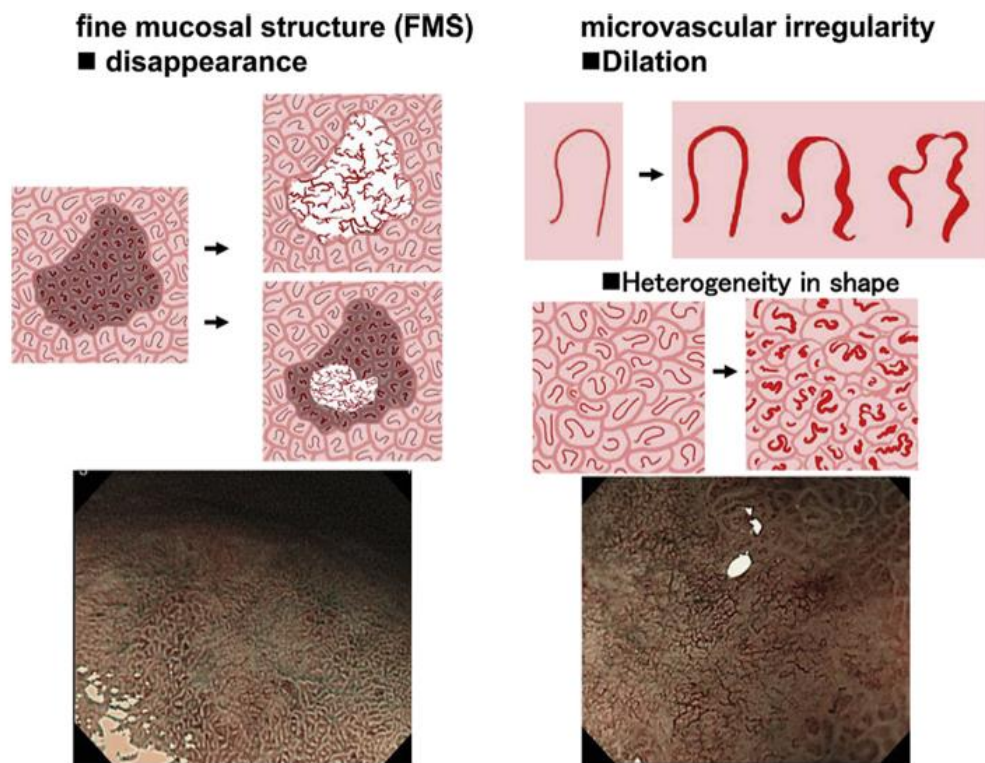 fine mucosal structure (FMS)
■ disappearance
microvascular irregularity
■Dilation
■Heterogeneity in shape